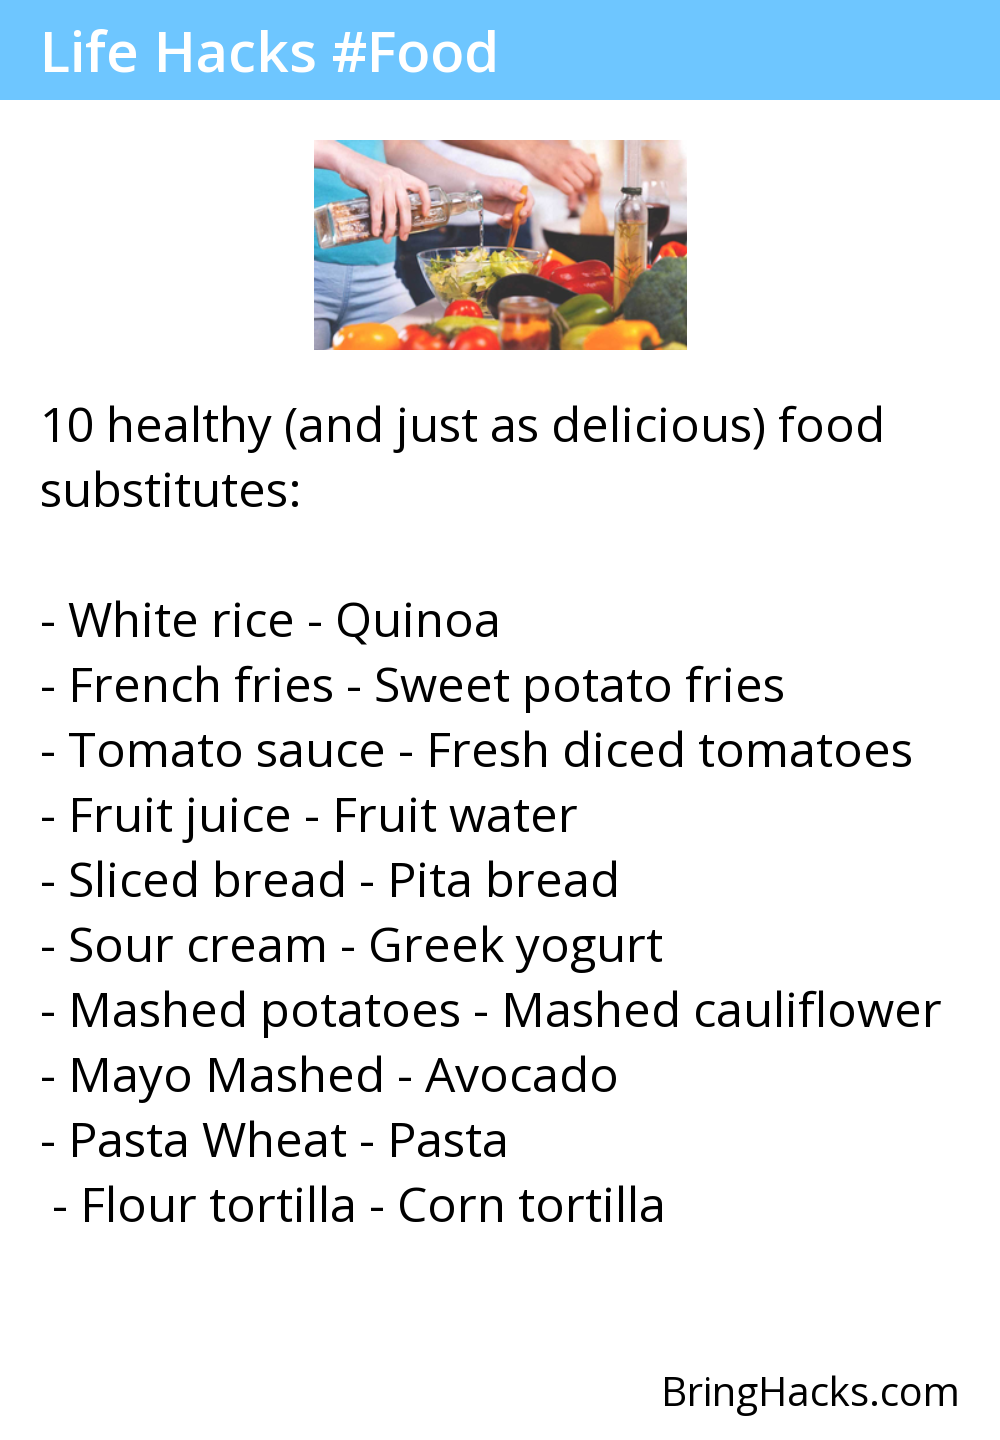 Life Hacks #Food
10 healthy (and just as delicious) food
substitutes:
- White rice - Quinoa
- French fries - Sweet potato fries
- Tomato sauce - Fresh diced tomatoes
- Fruit juice - Fruit water
- Sliced bread - Pita bread
- Sour cream - Greek yogurt
- Mashed potatoes - Mashed cauliflower
- Mayo Mashed - Avocado
- Pasta Wheat - Pasta
- Flour tortilla - Corn tortilla
BringHacks.com